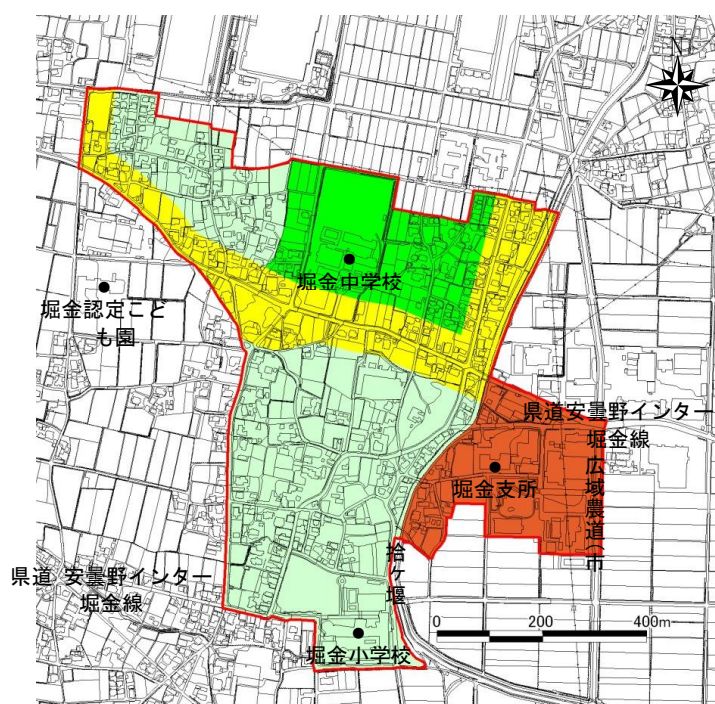 堀金中学校
堀金認定こど
も園
県道安曇野インター
堀金線
堀金支所
広域農道（市
拾ケ堰
県道 安曇野インター
堀金線
0 200 400m
堀金小学校